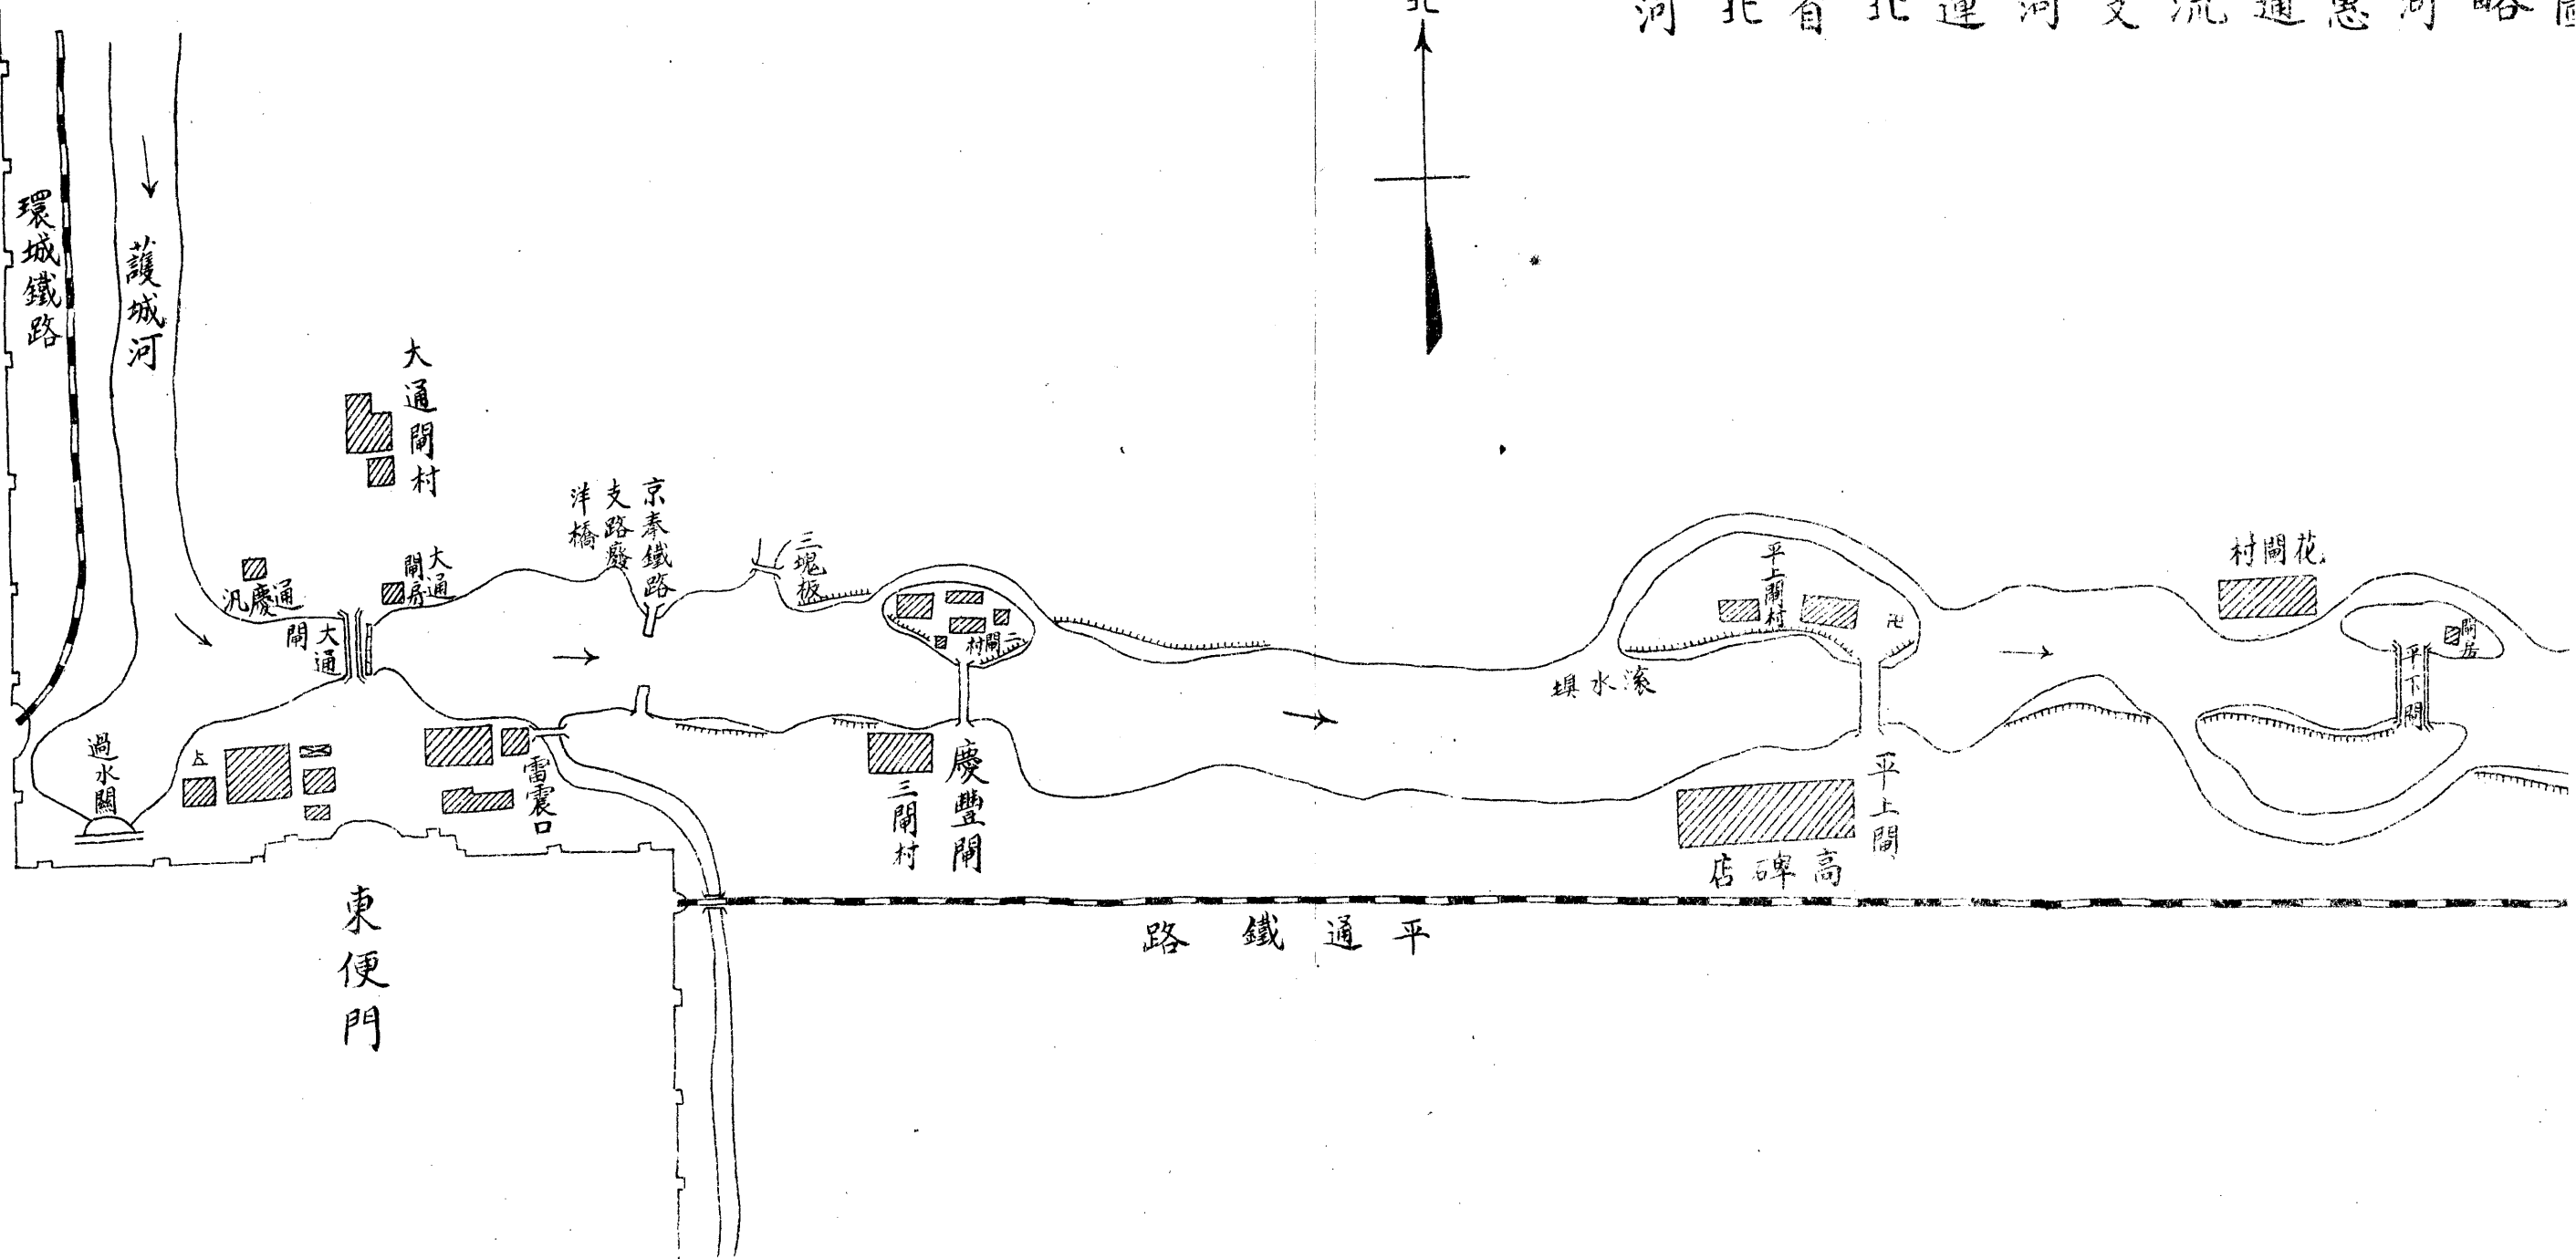 河北省北運河支流通惠河略圖
北
環城鐵路
護城河
大通閘村
通慶汛
大通閘房
大通閘
京奉鐵路
支路廢
洋橋
三塊板
二閘村
過水關
雷震口
三閘村
慶豐閘
東便門
平通鐵路
滾水垻
平上閘村
卍
平上閘
高碑店
花閘村
平下閘